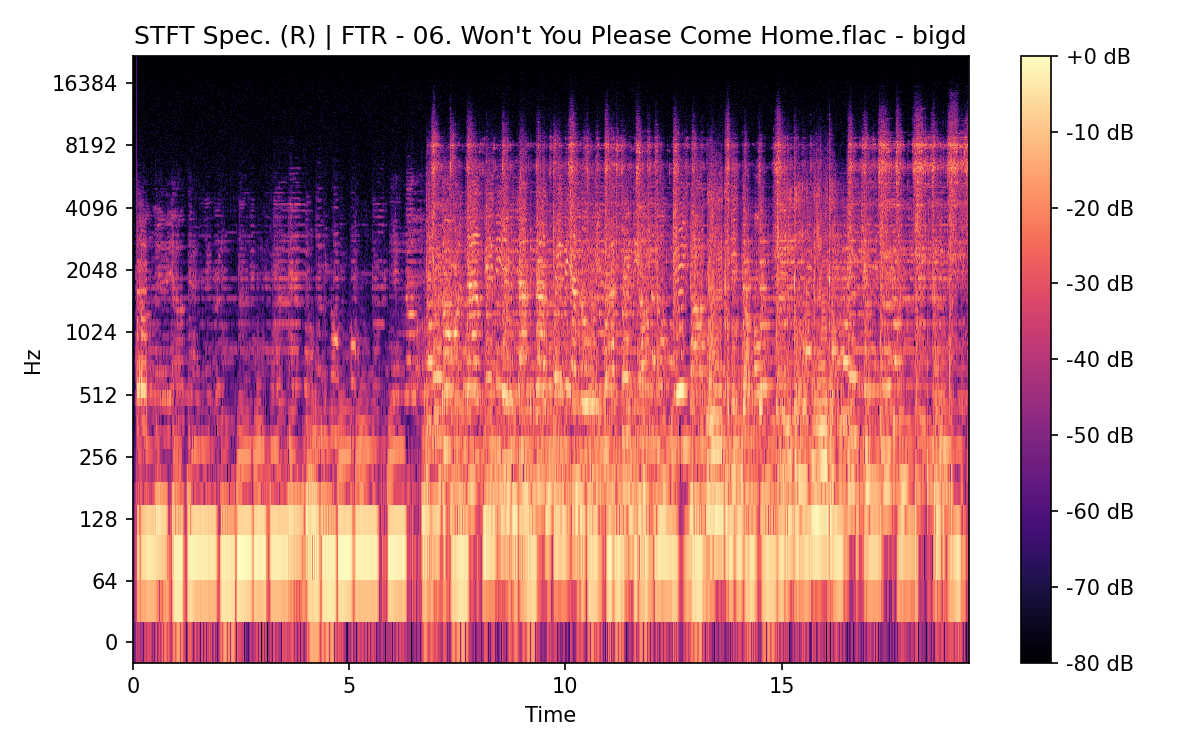 STFT Spec. (R) | FTR - 06. Won't You Please Come Home.flac - bigd
+0 dB
16384
-10 dB
8192
-20 dB
4096
-30 dB
2048
-40 dB
1024
Hz
512
-50 dB
256
-60 dB
128
-70 dB
64
0
-80 dB
0
5
10
15
Time